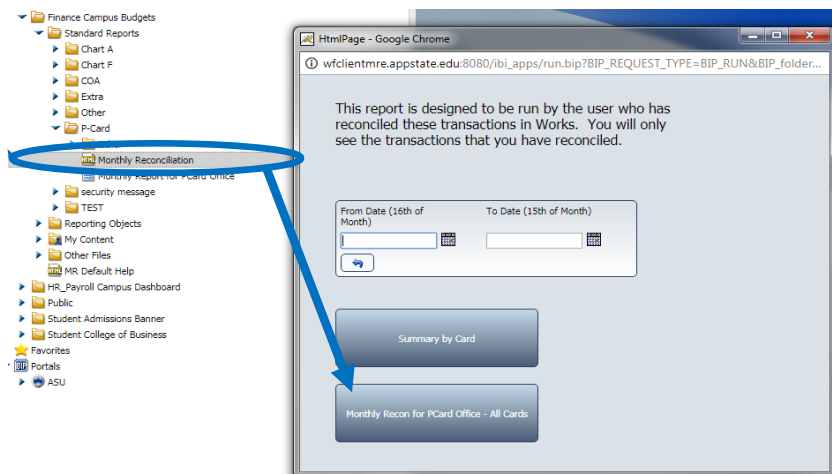 Finance Campus Budgets
Standard Reports
Chart A
Chart F
COA
Extra
Other
P-Card
Monthly Reconciliation
Monthly Report for PCard Office
security message
TEST
Reporting Objects
My Content
Other Files
MR Default Help
HR_Payroll Campus Dashboard
Public
Student Admissions Banner
Student College of Business
Favorites
Portals
ASU
HtmlPage - Google Chrome
wfclientmre.appstate.edu:8080/ibi_apps/run.bip?BIP_REQUEST_TYPE=BIP_RUN&BIP_folder...
This report is designed to be run by the user who has
reconciled these transactions in Works.  You will only
see the transactions that you have reconciled.
From Date (16th of
Month)
To Date (15th of Month)
Summary by Card
Monthly Recon for PCard Office - All Cards